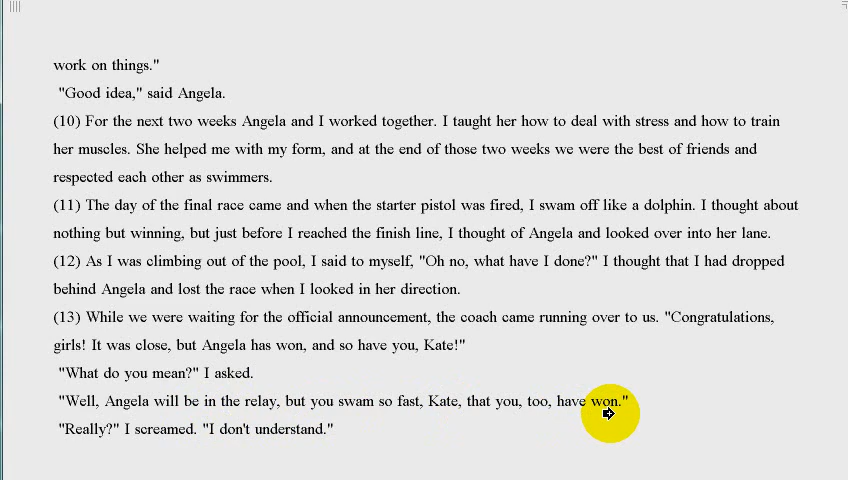 work on things."
"Good idea," said Angela.
(10) For the next two weeks Angela and I worked together. I taught her how to deal with stress and how to train
her muscles. She helped me with my form, and at the end of those two weeks we were the best of friends and
respected each other as swimmers.
(11) The day of the final race came and when the starter pistol was fired, I swam off like a dolphin. I thought about
nothing but winning, but just before I reached the finish line, I thought of Angela and looked over into her lane.
(12) As I was climbing out of the pool, I said to myself, "Oh no, what have I done?" I thought that I had dropped
behind Angela and lost the race when I looked in her direction.
(13) While we were waiting for the official announcement, the coach came running over to us. "Congratulations,
girls! It was close, but Angela has won, and so have you, Kate!"
"What do you mean?" I asked.
"Well, Angela will be in the relay, but you swam so fast, Kate, that you, too, have won."
"Really?" I screamed. "I don't understand."